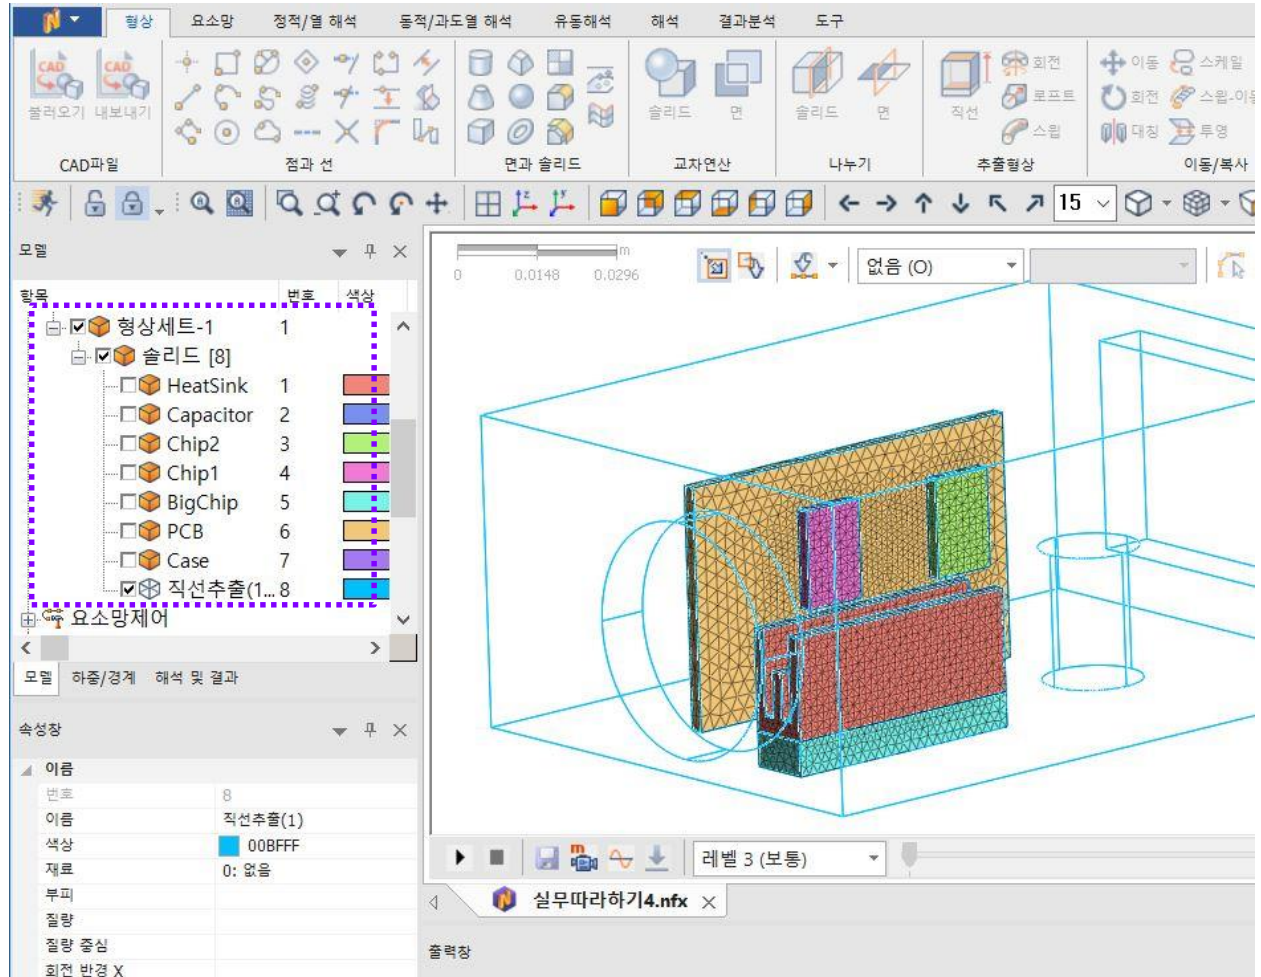 형상 요소망 정적/열 해석 동적/과도열 해석 유동해석 해석 결과분석 도구
CAD CAD
불러오기 내보내기
CAD파일
점과 선
면과 솔리드
솔리드 면
교차연산
솔리드 면
나누기
직선 회전
로프트
스윕
추출형상
이동 스케일
회전 스윕-이동
대칭 투영
이동/복사
15
모델
항목 번호 색상
형상세트-1 1
솔리드 [8]
HeatSink 1
Capacitor 2
Chip2 3
Chip1 4
BigChip 5
PCB 6
Case 7
직선추출(1... 8
요소망제어
모델 하중/경계 해석 및 결과
속성창
이름
번호 8
이름 직선추출(1)
색상 00BFFF
재료 0: 없음
부피
질량
질량 중심
회전 반경 X
m
0 0.0148 0.0296
없음 (O)
m
레벨 3 (보통)
실무따라하기4.nfx
출력창